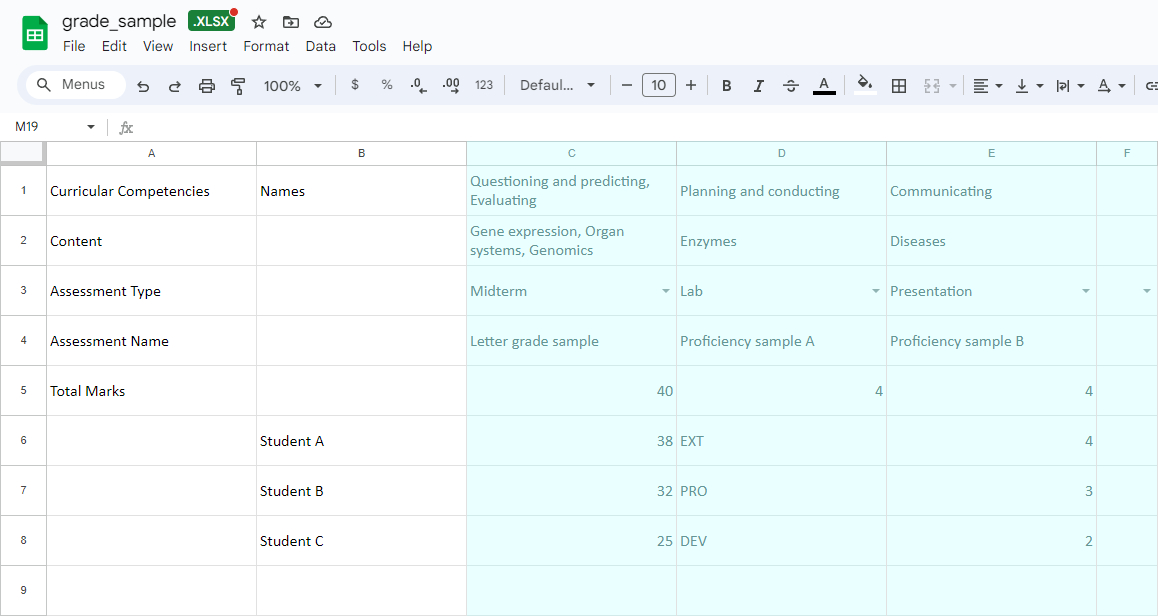 grade_sample .XLSX
File Edit View Insert Format Data Tools Help
Menus 100% $ % .0 .00 123 Defaul... 10 B I A A
M19 fx
A B C D E F
1 Curricular Competencies Names Questioning and predicting, Planning and conducting Communicating
Evaluating
2 Content Gene expression, Organ Enzymes Diseases
systems, Genomics
3 Assessment Type Midterm Lab Presentation
4 Assessment Name Letter grade sample Proficiency sample A Proficiency sample B
5 Total Marks 40 4 4
6 Student A 38 EXT 4
7 Student B 32 PRO 3
8 Student C 25 DEV 2
9